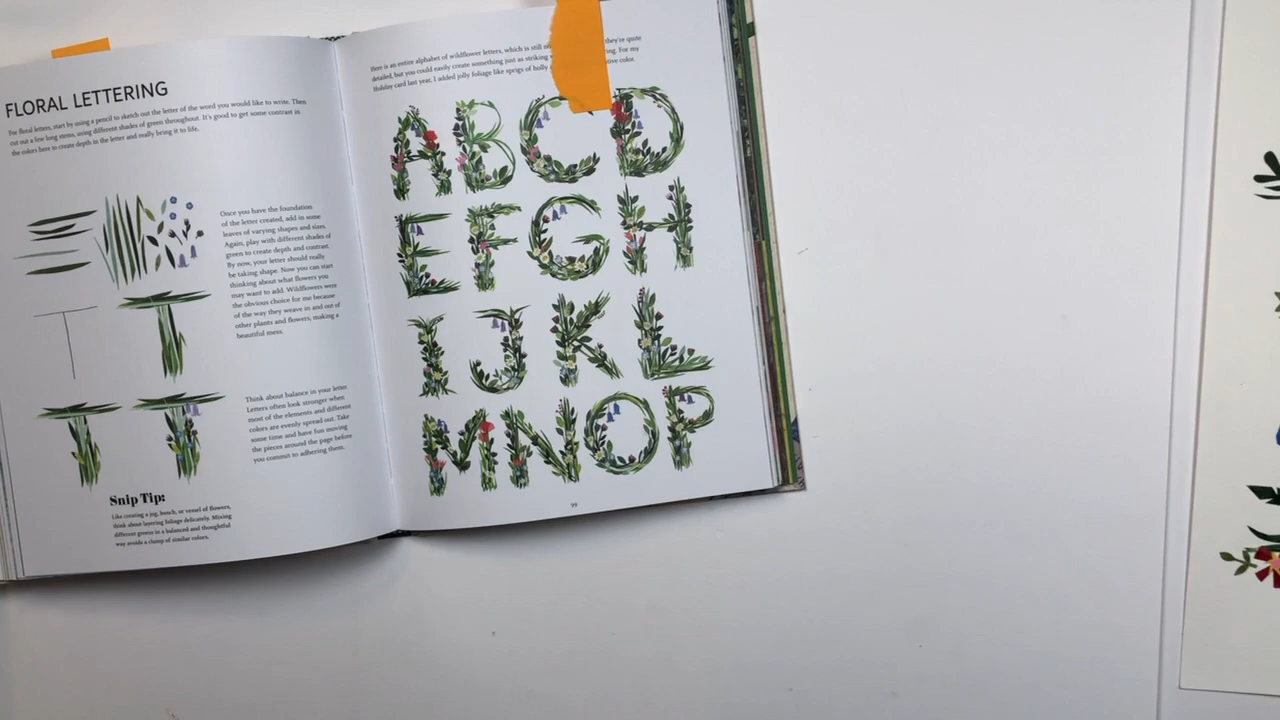 FLORAL LETTERING
For floral letters, start by using a pencil to sketch out the letter of the word you would like to write. Then
cut out a few long stems, using different shades of green throughout. It's good to get some contrast in
the colors here to create depth in the letter and really bring it to life.
Once you have the foundation
of the letter created, add in some
leaves of varying shapes and sizes.
Again, play with different shades of
green to create depth and contrast.
By now, your letter should really
be taking shape. Now you can start
thinking about what flowers you
may want to add. Wildflowers were
the obvious choice for me because
of the way they weave in and out of
other plants and flowers, making a
beautiful mess.
T T
Think about balance in your letter.
Letters often look stronger when
most of the elements and different
colors are evenly spread out. Take
some time and have fun moving
the pieces around the page before
you commit to adhering them.
T T
Snip Tip:
Like creating a jug, bunch, or vessel of flowers,
think about layering foliage delicately. Mixing
different greens in a balanced and thoughtful
way avoids a clump of similar colors.
Here is an entire alphabet of wildflower letters, which is still they're quite
detailed, but you could easily create something just as striking For my
Holiday card last year, I added jolly foliage like sprigs of holly color.
A B C D
E F G H
I J K L
M N O P
99